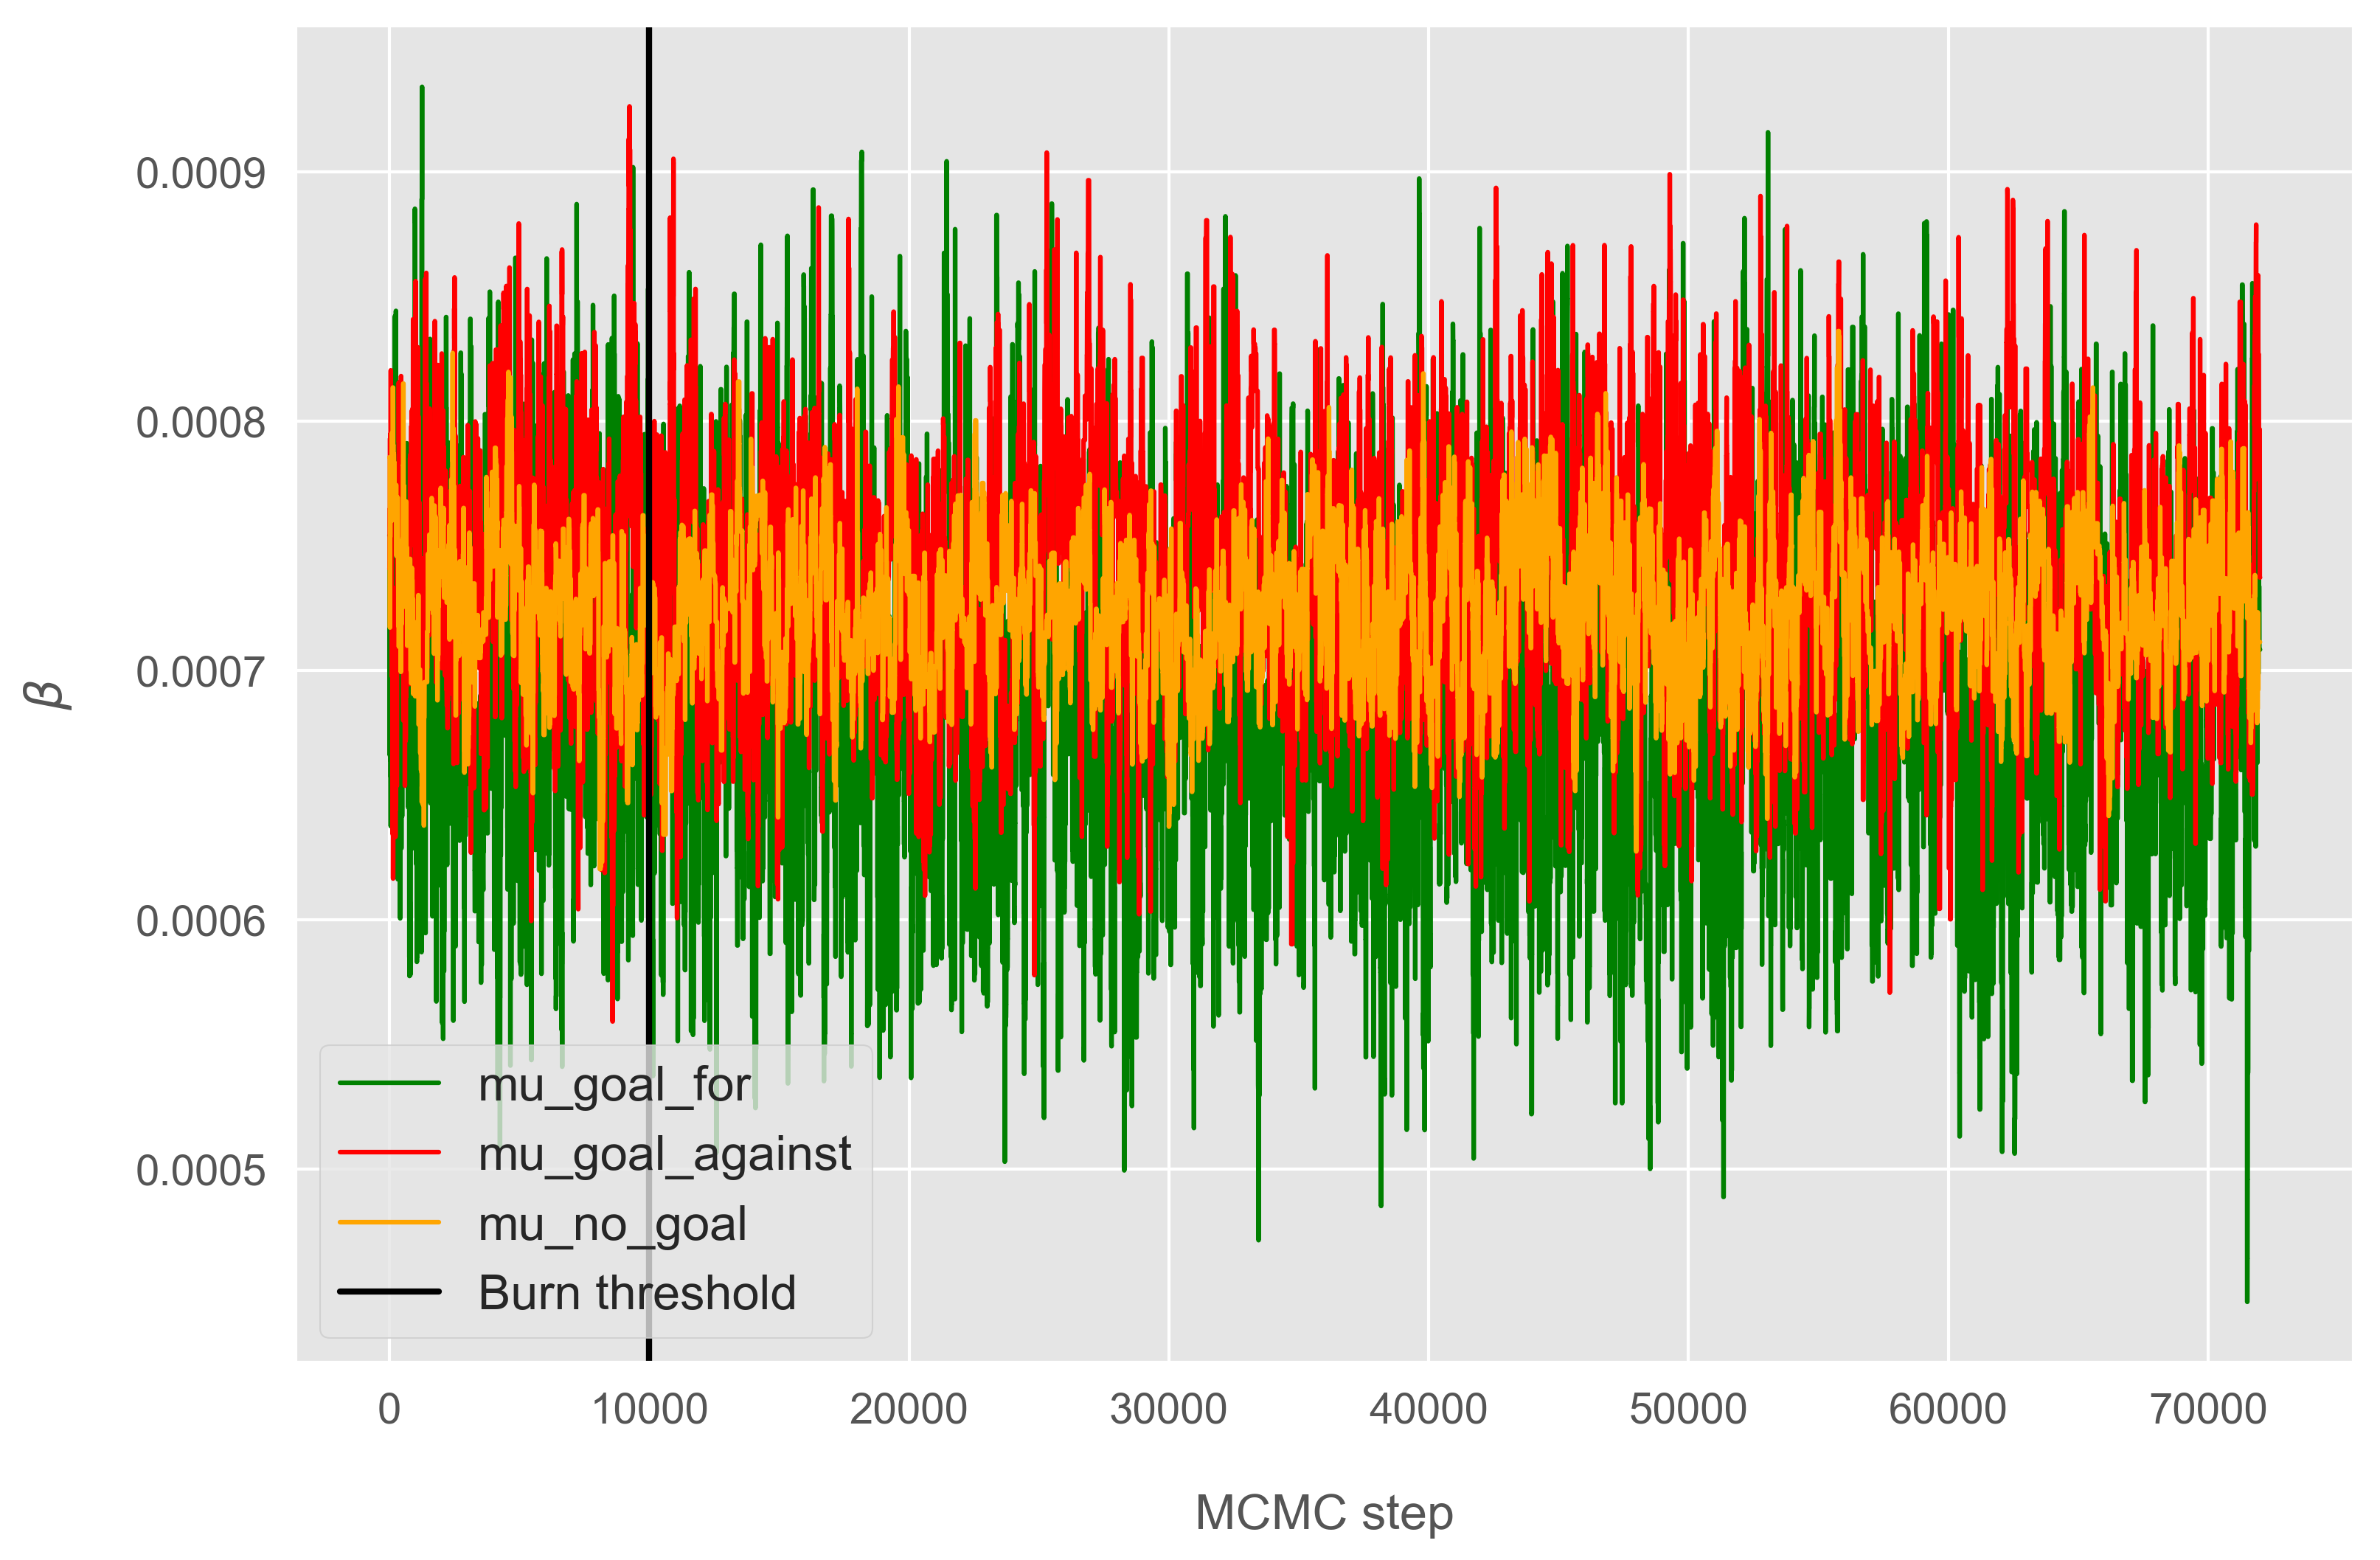 0.0009
0.0008
0.0007
0.0006
0.0005
β
mu_goal_for
mu_goal_against
mu_no_goal
Burn threshold
0 10000 20000 30000 40000 50000 60000 70000
MCMC step